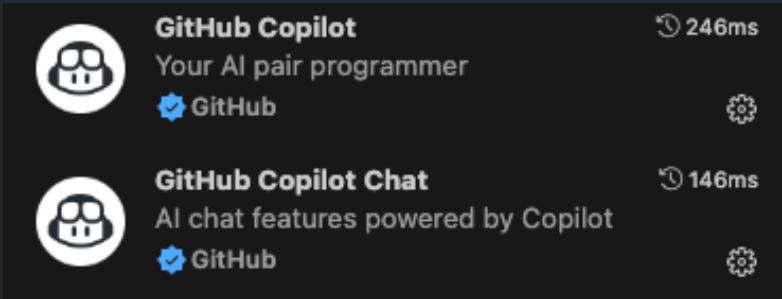 GitHub Copilot 246ms
Your AI pair programmer
GitHub
GitHub Copilot Chat 146ms
AI chat features powered by Copilot
GitHub